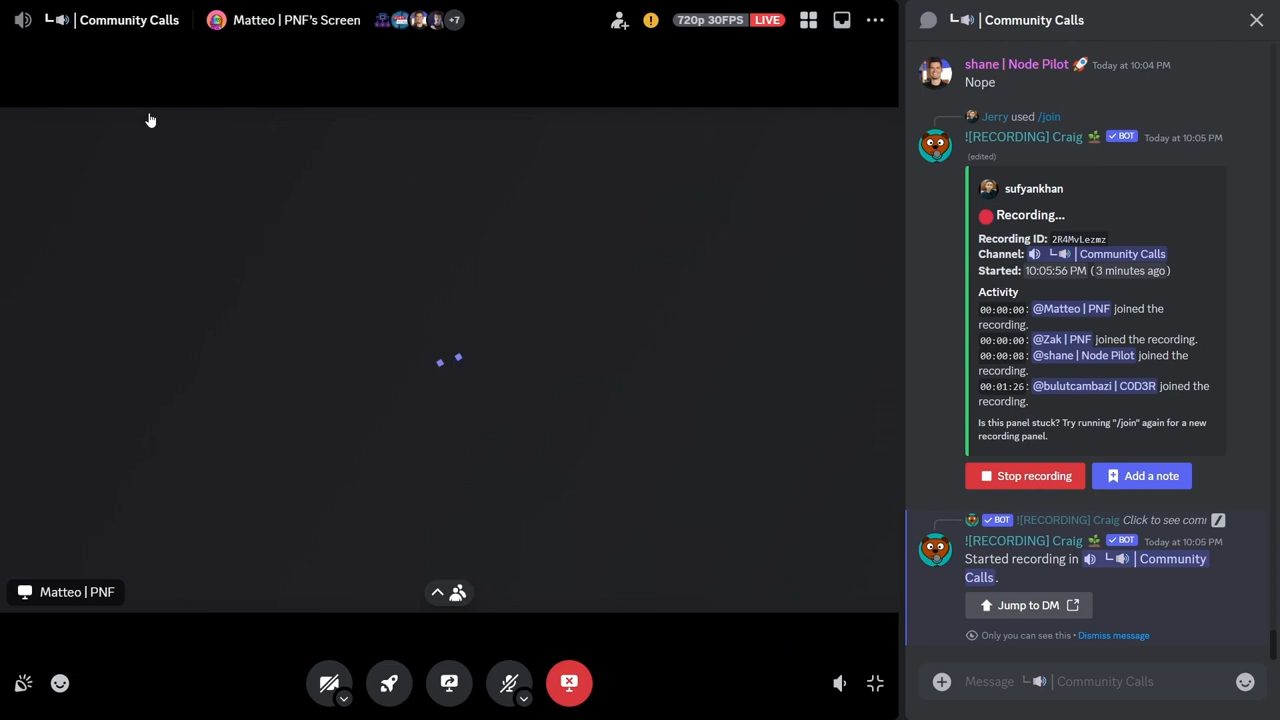 └🔊 | Community Calls
Matteo | PNF's Screen
+7
720p 30FPS LIVE
Matteo | PNF
└🔊 | Community Calls
shane | Node Pilot 🚀 Today at 10:04 PM
Nope
Jerry used /join
![RECORDING] Craig 🌱 ✓ BOT Today at 10:05 PM
(edited)
sufyankhan
🔴 Recording...
Recording ID: 2R4MvLezmz
Channel: 🔊 └🔊 | Community Calls
Started: 10:05:56 PM (3 minutes ago)
Activity
00:00:00: @Matteo | PNF joined the
recording.
00:00:00: @Zak | PNF joined the recording.
00:00:08: @shane | Node Pilot joined the
recording.
00:01:26: @bulutcambazi | C0D3R joined the
recording.
Is this panel stuck? Try running "/join" again for a new
recording panel.
Stop recording
Add a note
✓ BOT ![RECORDING] Craig Click to see comi
![RECORDING] Craig 🌱 ✓ BOT Today at 10:05 PM
Started recording in 🔊 └🔊 | Community
Calls.
Jump to DM
Only you can see this • Dismiss message
Message └🔊 | Community Calls